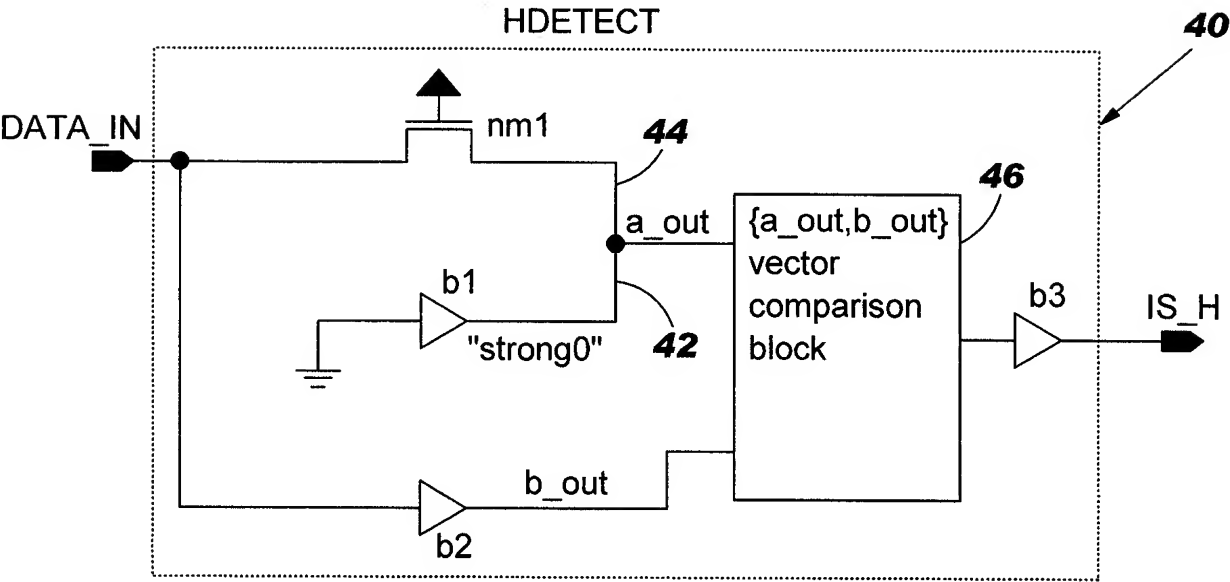 HDETECT
40
DATA_IN
nm1
44
46
a_out
{a_out,b_out}
vector
comparison
block
b1
b3
IS_H
"strong0"
42
b_out
b2